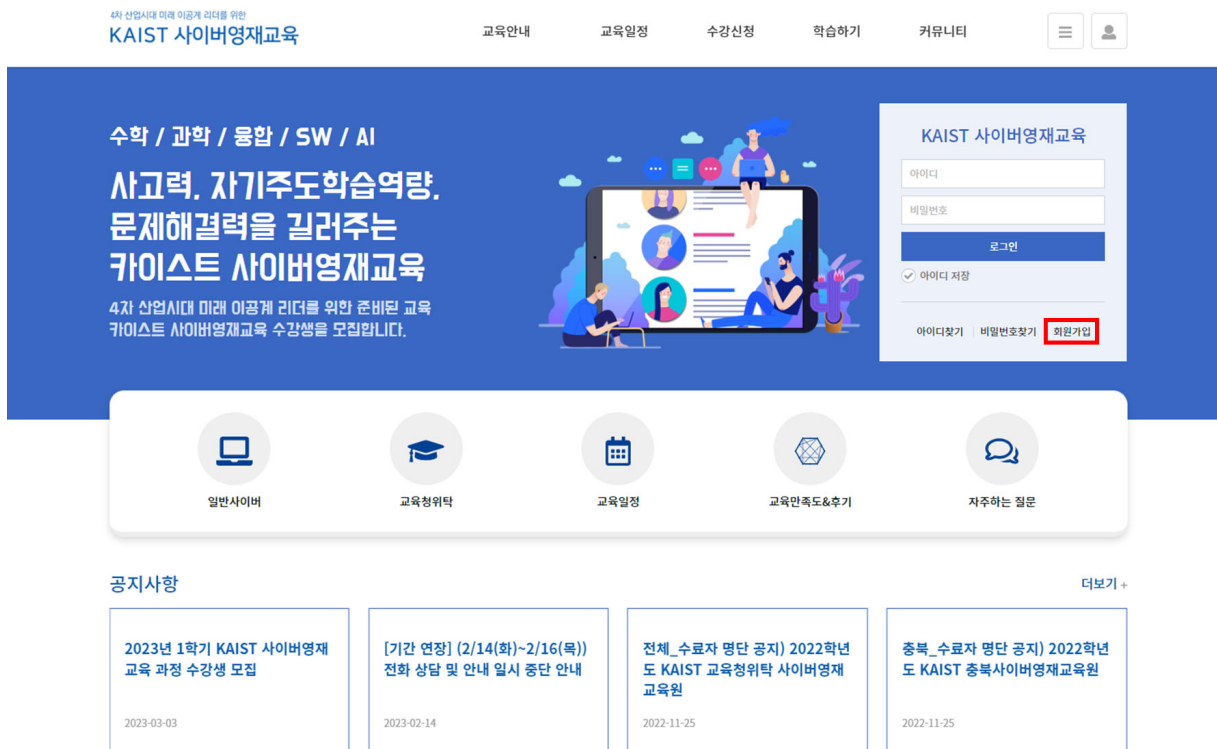 4차 산업시대 미래 이공계 리더를 위한
KAIST 사이버영재교육
교육안내
교육일정
수강신청
학습하기
커뮤니티
수학 / 과학 / 융합 / SW / AI
사고력, 자기주도학습역량,
문제해결력을 길러주는
카이스트 사이버영재교육
4차 산업시대 미래 이공계 리더를 위한 준비된 교육
카이스트 사이버영재교육 수강생을 모집합니다.
KAIST 사이버영재교육
아이디
비밀번호
로그인
아이디 저장
아이디찾기
비밀번호찾기
회원가입
일반사이버
교육청위탁
교육일정
교육만족도&후기
자주하는 질문
공지사항
더보기 +
2023년 1학기 KAIST 사이버영재
교육 과정 수강생 모집
2023-03-03
[기간 연장] (2/14(화)~2/16(목))
전화 상담 및 안내 일시 중단 안내
2023-02-14
전체_수료자 명단 공지) 2022학년
도 KAIST 교육청위탁 사이버영재
교육원
2022-11-25
충북_수료자 명단 공지) 2022학년
도 KAIST 충북사이버영재교육원
2022-11-25